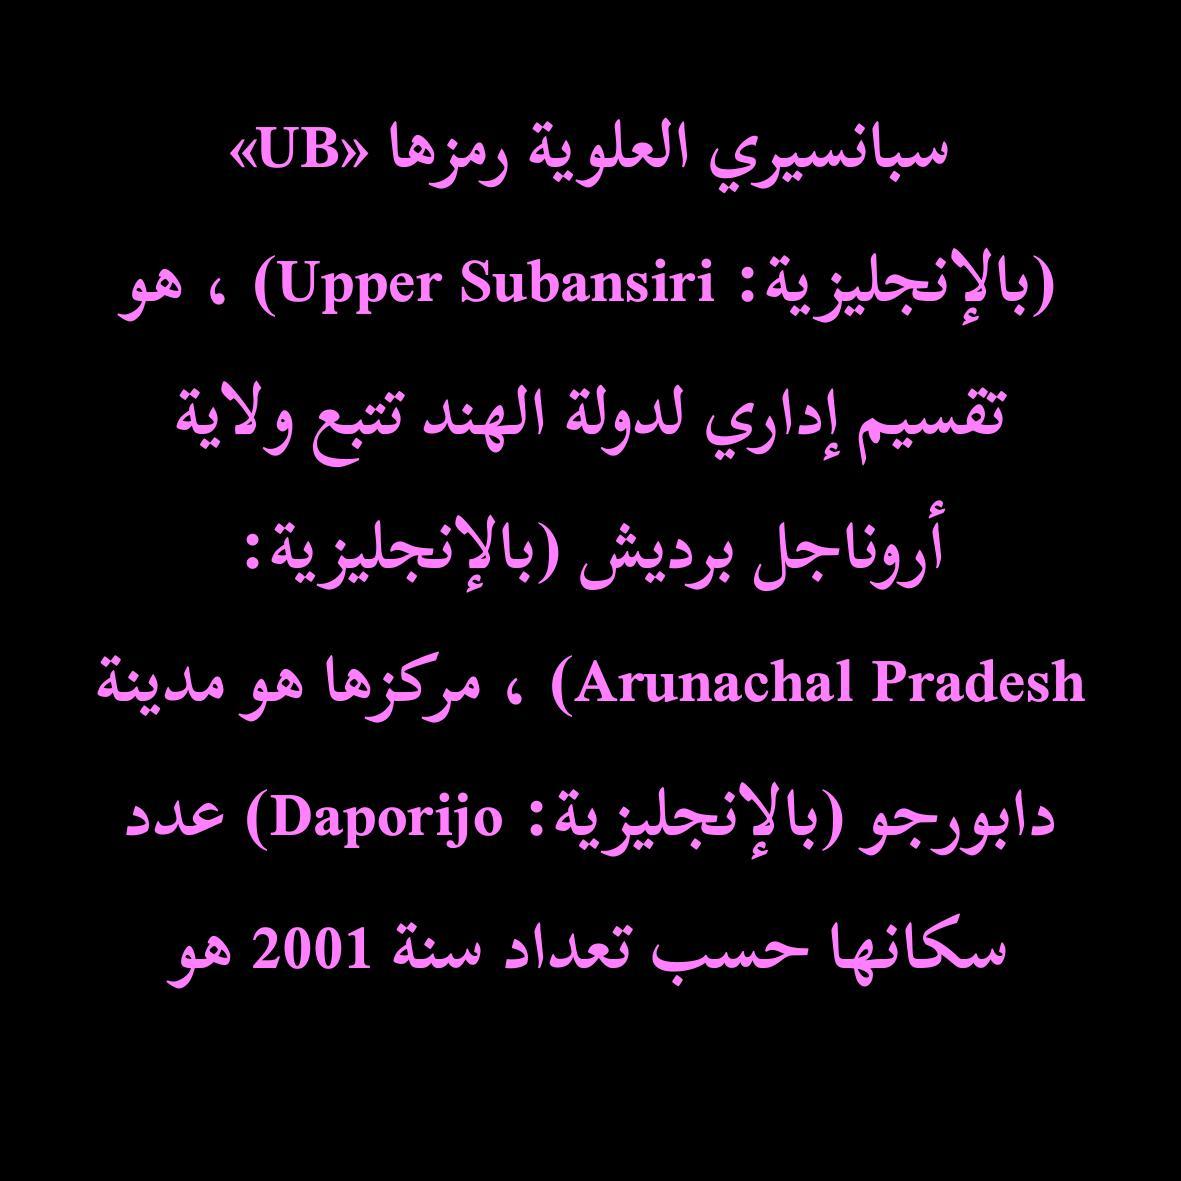 سبانسيري العلوية رمزها «UB»
(بالإنجليزية: Upper Subansiri) ، هو
تقسيم إداري لدولة الهند تتبع ولاية
أروناجل برديش (بالإنجليزية:
Arunachal Pradesh) ، مركزها هو مدينة
دابورجو (بالإنجليزية: Daporijo) عدد
سكانها حسب تعداد سنة 2001 هو